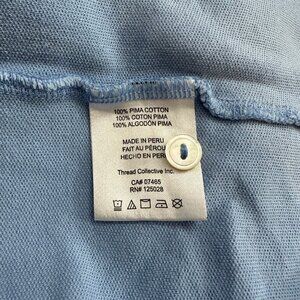 100% PIMA COTTON
100% COTON PIMA
100% ALGODÓN PIMA
MADE IN PERU
FAIT AU PÉROU
HECHO EN PERÚ
Thread Collective Inc.
CA# 07465
RN# 125028